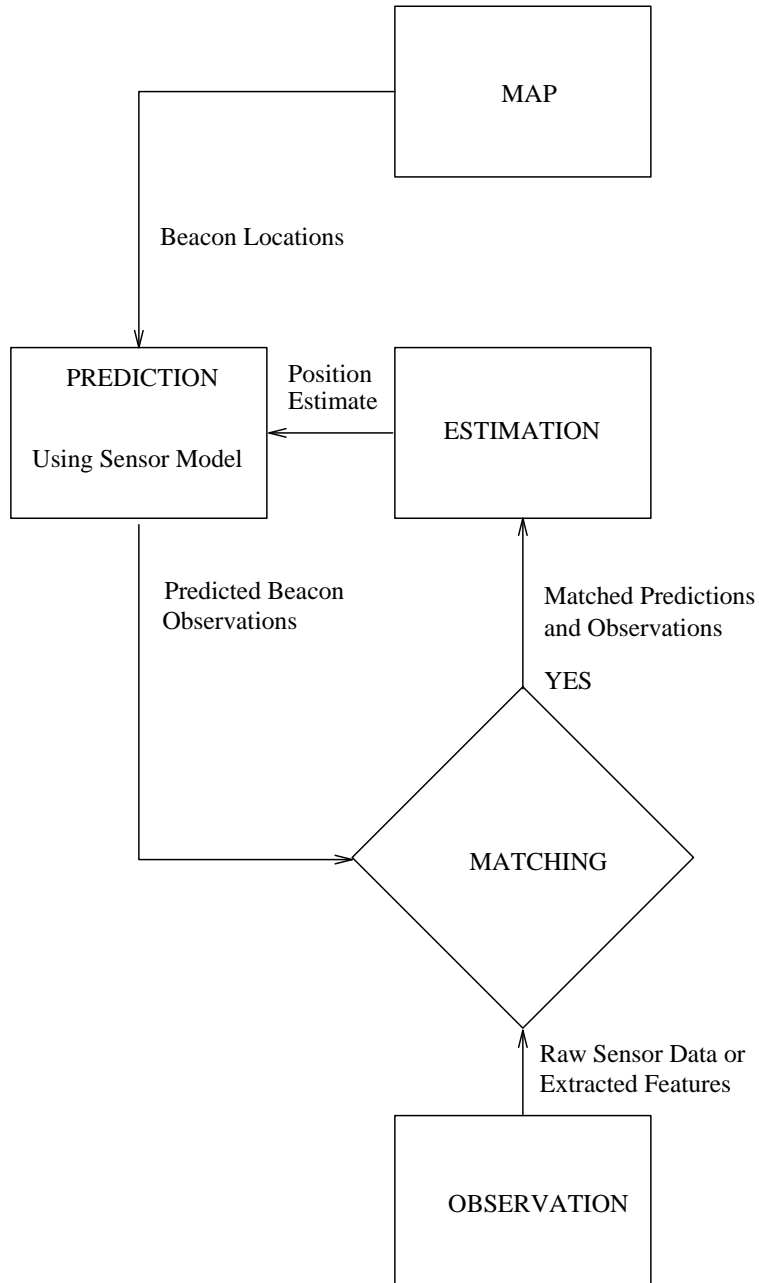 MAP
Beacon Locations
PREDICTION
Using Sensor Model
Position
Estimate
ESTIMATION
Predicted Beacon
Observations
Matched Predictions
and Observations
YES
MATCHING
Raw Sensor Data or
Extracted Features
OBSERVATION